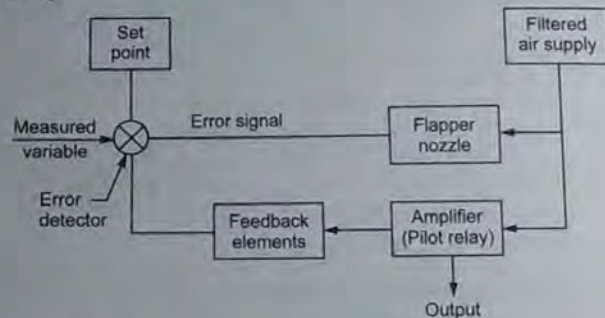 Set
point
Filtered
air supply
Measured
variable
Error signal
Flapper
nozzle
Error
detector
Feedback
elements
Amplifier
(Pilot relay)
Output